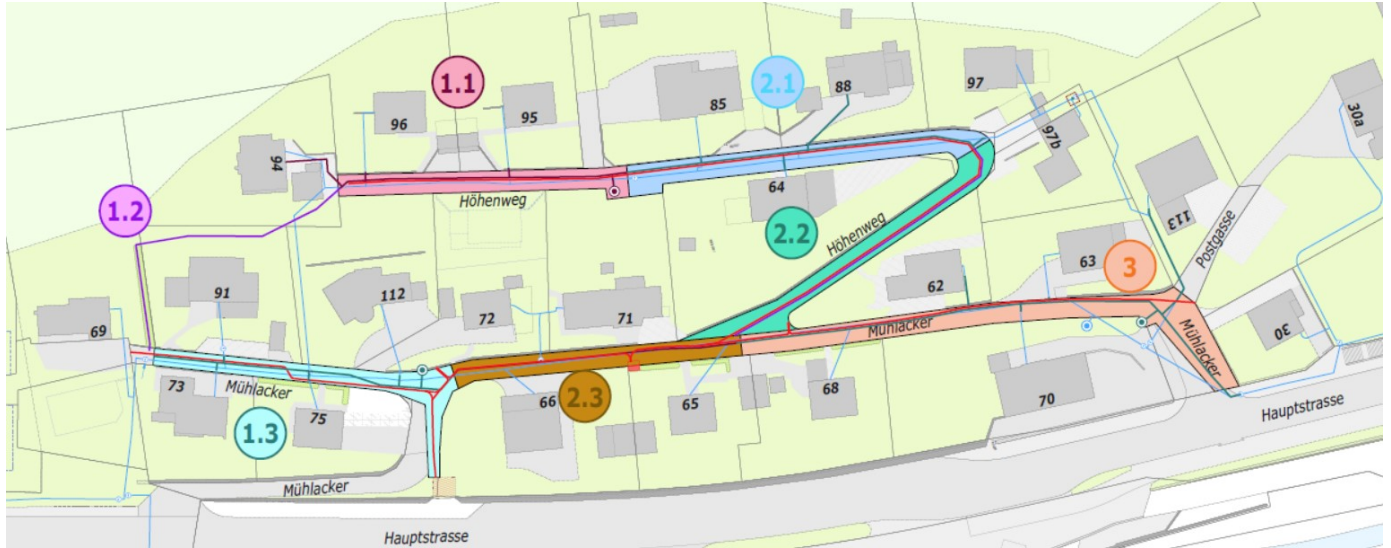 1.1
2.1
88
97
85
95
96
97b
30a
94
64
Höhenweg
1.2
2.2
Höhenweg
113
Postgasse
63
3
62
91
112
72
71
69
Mühlacker
Mühlacker
30
73
Mühlacker
75
1.3
66
2.3
65
68
70
Hauptstrasse
Mühlacker
Hauptstrasse